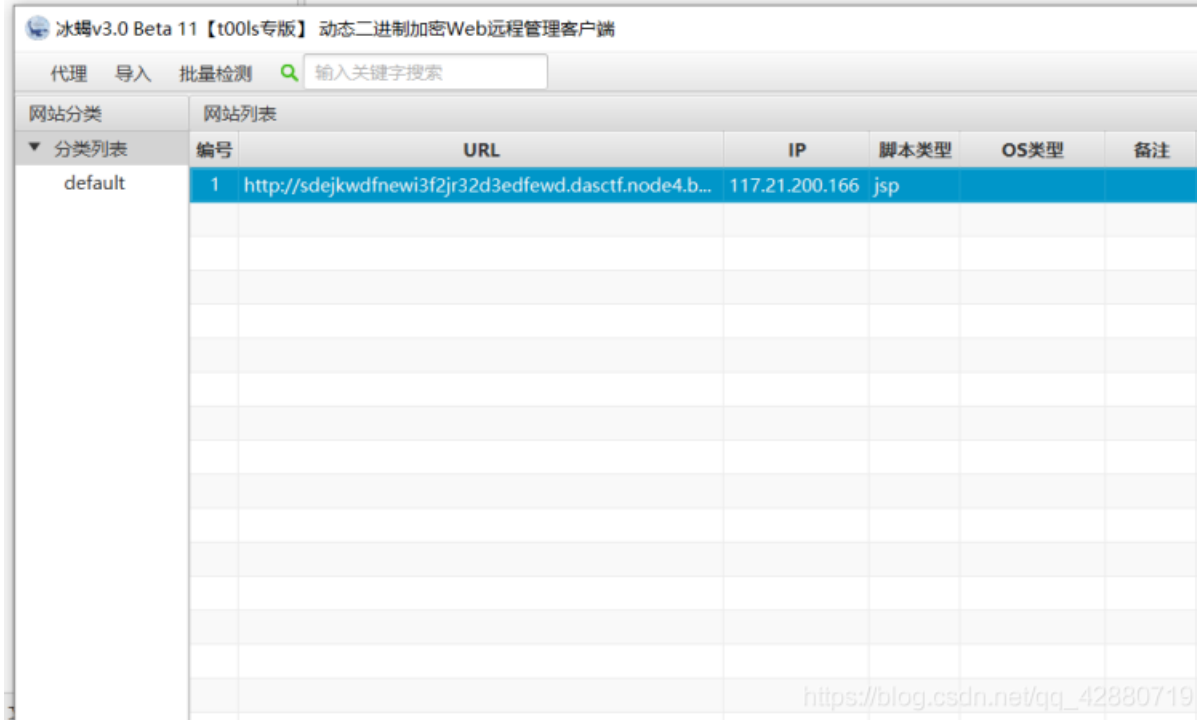 冰蝎v3.0 Beta 11【t00ls专版】 动态二进制加密Web远程管理客户端
代理 导入 批量检测 输入关键字搜索
网站分类 网站列表
分类列表 编号 URL IP 脚本类型 OS类型 备注
default 1 http://sdejkwdfnewi3f2jr32d3edfewd.dasctf.node4.b... 117.21.200.166 jsp
https://blog.csdn.net/qq_42880719